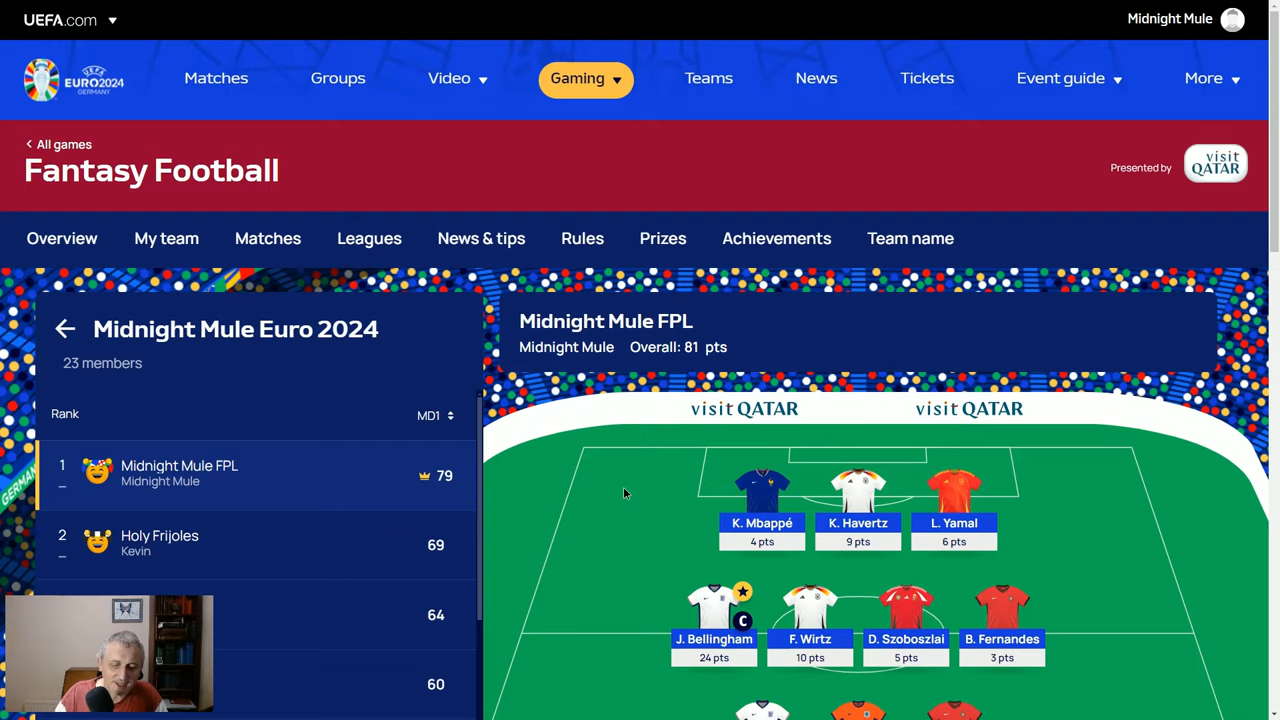 UEFA.com
Midnight Mule
UEFA EURO2024 GERMANY
Matches
Groups
Video
Gaming
Teams
News
Tickets
Event guide
More
All games
Fantasy Football
Presented by
visit QATAR
Overview
My team
Matches
Leagues
News & tips
Rules
Prizes
Achievements
Team name
Midnight Mule Euro 2024
23 members
Rank
MD1
1
Midnight Mule FPL
Midnight Mule
79
2
Holy Frijoles
Kevin
69
64
60
Midnight Mule FPL
Midnight Mule Overall: 81 pts
visit QATAR
visit QATAR
K. Mbappé
4 pts
K. Havertz
9 pts
L. Yamal
6 pts
C
J. Bellingham
24 pts
F. Wirtz
10 pts
D. Szoboszlai
5 pts
B. Fernandes
3 pts
GERMANY